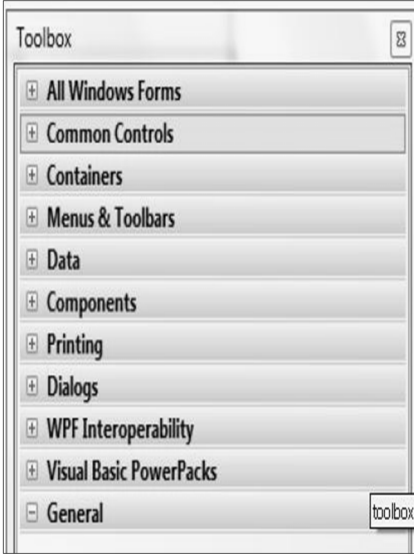 Toolbox
All Windows Forms
Common Controls
Containers
Menus & Toolbars
Data
Components
Printing
Dialogs
WPF Interoperability
Visual Basic PowerPacks
General
toolbox